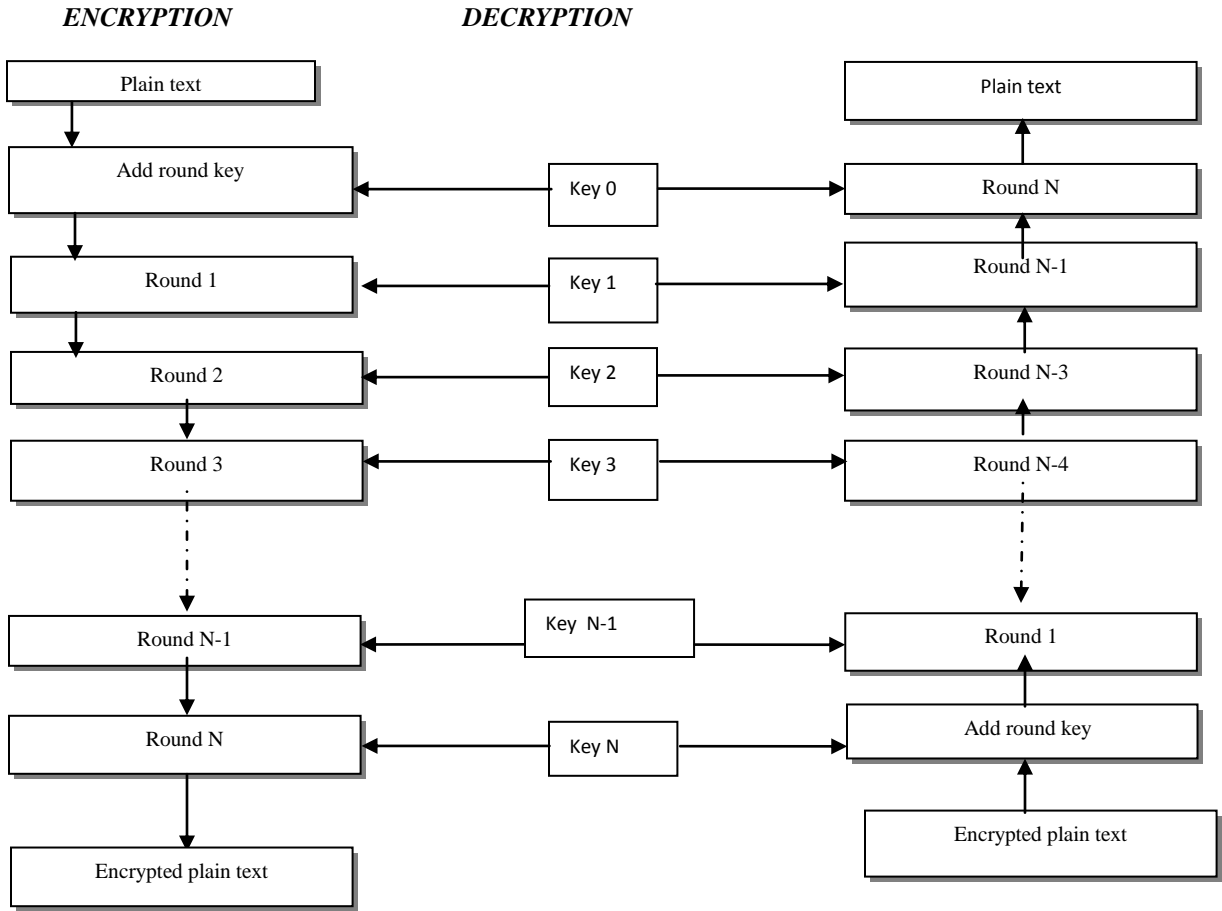 ENCRYPTION DECRYPTION
Plain text Plain text
Add round key Key 0 Round N
Round 1 Key 1 Round N-1
Round 2 Key 2 Round N-3
Round 3 Key 3 Round N-4
Round N-1 Key N-1 Round 1
Round N Key N Add round key
Encrypted plain text Encrypted plain text